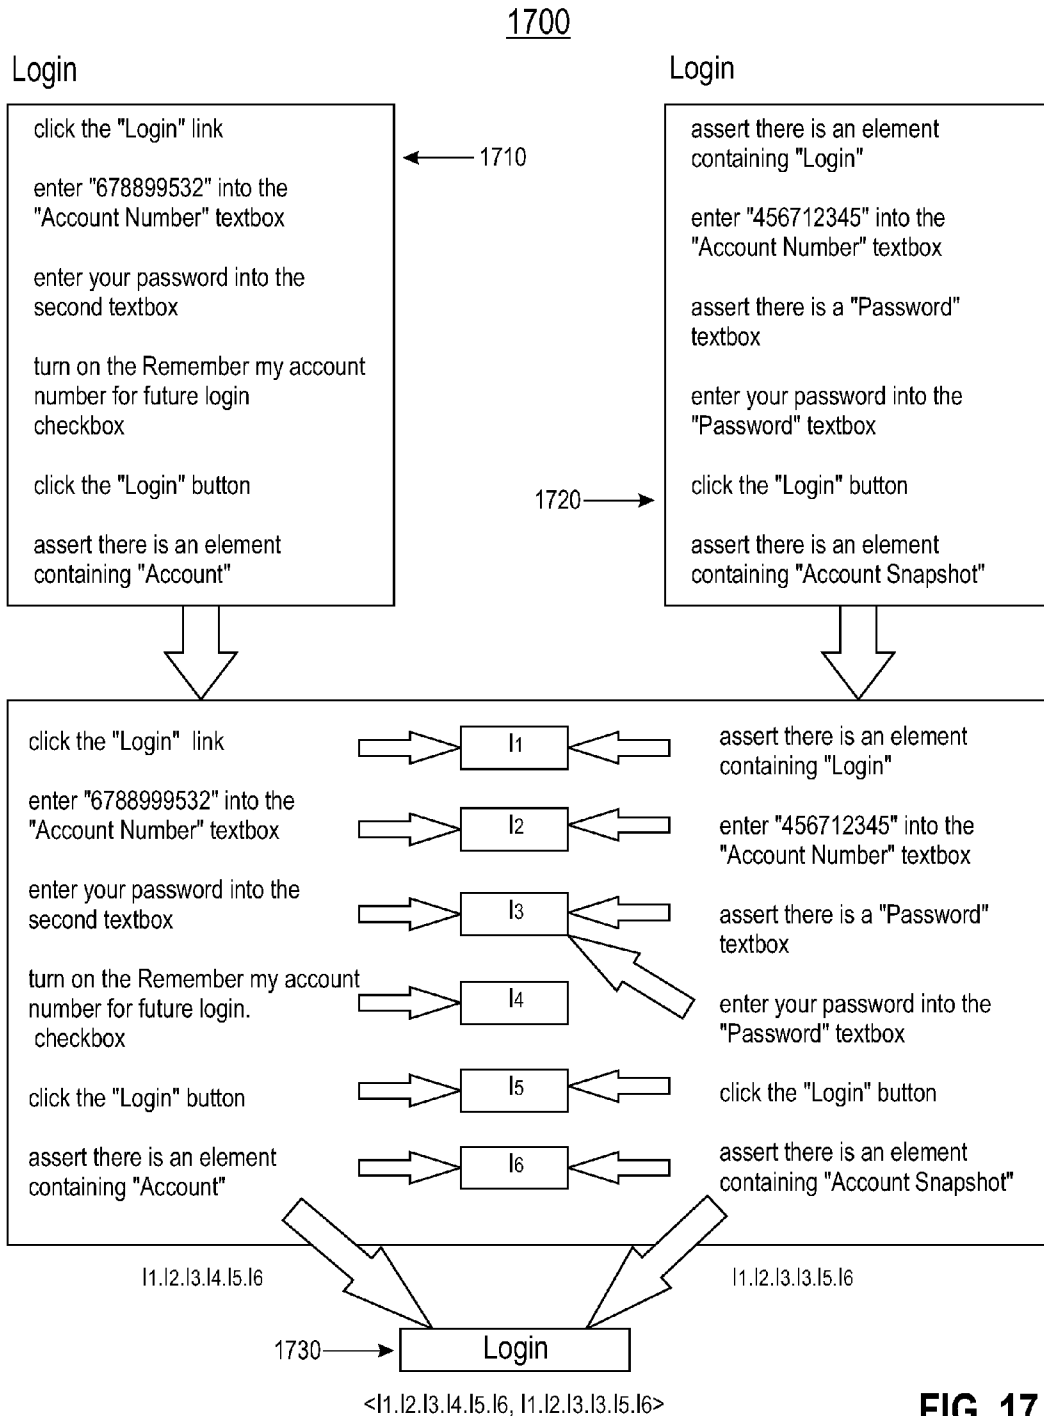 1700
Login
click the "Login" link
enter "678899532" into the
"Account Number" textbox
enter your password into the
second textbox
turn on the Remember my account
number for future login
checkbox
click the "Login" button
assert there is an element
containing "Account"
1710
Login
assert there is an element
containing "Login"
enter "456712345" into the
"Account Number" textbox
assert there is a "Password"
textbox
enter your password into the
"Password" textbox
click the "Login" button
assert there is an element
containing "Account Snapshot"
1720
click the "Login" link
enter "6788999532" into the
"Account Number" textbox
enter your password into the
second textbox
turn on the Remember my account
number for future login.
checkbox
click the "Login" button
assert there is an element
containing "Account"
I1
I2
I3
I4
I5
I6
assert there is an element
containing "Login"
enter "456712345" into the
"Account Number" textbox
assert there is a "Password"
textbox
enter your password into the
"Password" textbox
click the "Login" button
assert there is an element
containing "Account Snapshot"
I1.I2.I3.I4.I5.I6
I1.I2.I3.I3.I5.I6
1730
Login
<I1.I2.I3.I4.I5.I6, I1.I2.I3.I3.I5.I6>
FIG. 17